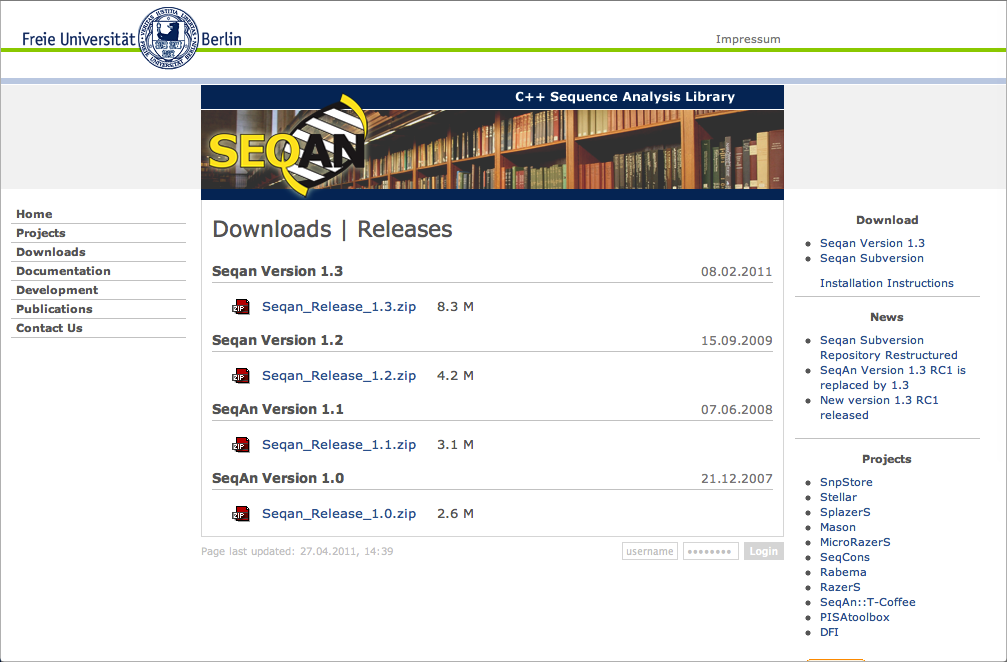 Freie Universität Berlin
Impressum
C++ Sequence Analysis Library
SEQAN
Home
Projects
Downloads
Documentation
Development
Publications
Contact Us
Downloads | Releases
Seqan Version 1.3 08.02.2011
ZIP Seqan_Release_1.3.zip 8.3 M
Seqan Version 1.2 15.09.2009
ZIP Seqan_Release_1.2.zip 4.2 M
SeqAn Version 1.1 07.06.2008
ZIP Seqan_Release_1.1.zip 3.1 M
SeqAn Version 1.0 21.12.2007
ZIP Seqan_Release_1.0.zip 2.6 M
Page last updated: 27.04.2011, 14:39
username •••••••• Login
Download
Seqan Version 1.3
Seqan Subversion
Installation Instructions
News
Seqan Subversion
Repository Restructured
SeqAn Version 1.3 RC1 is
replaced by 1.3
New version 1.3 RC1
released
Projects
SnpStore
Stellar
SplazerS
Mason
MicroRazerS
SeqCons
Rabema
RazerS
SeqAn::T-Coffee
PISAtoolbox
DFI